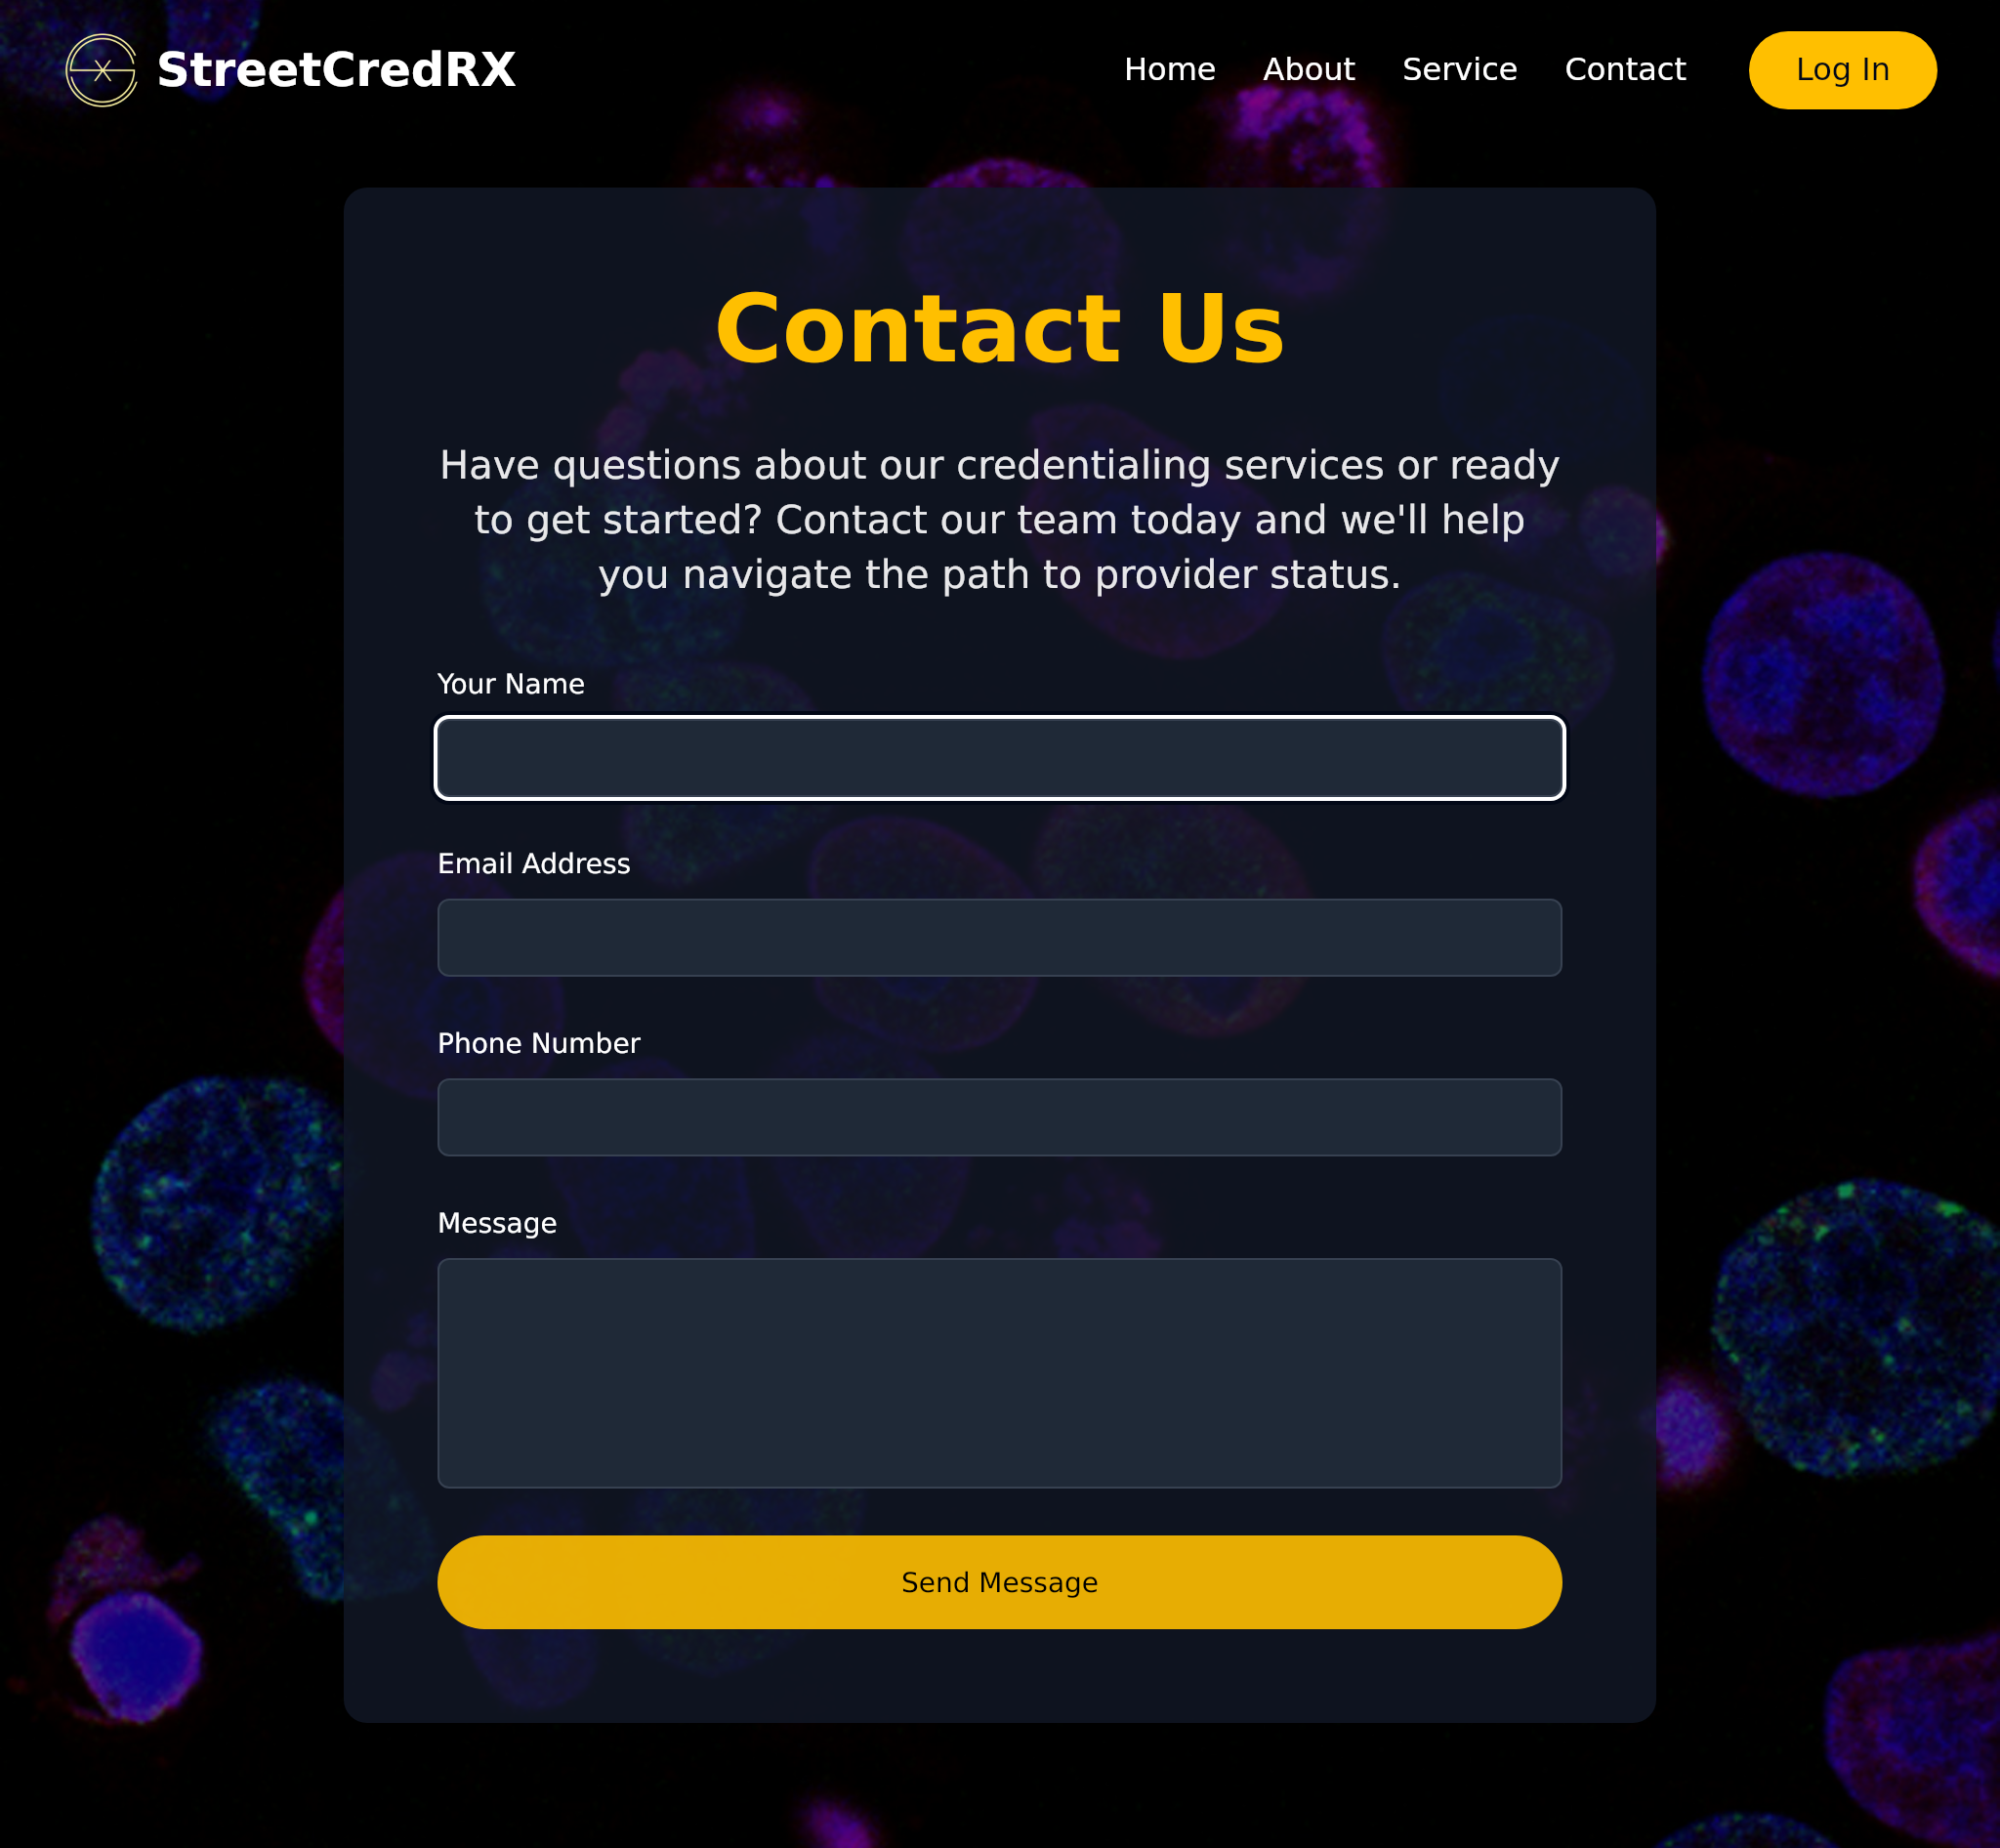 StreetCredRX
Home
About
Service
Contact
Log In
Contact Us
Have questions about our credentialing services or ready
to get started? Contact our team today and we'll help
you navigate the path to provider status.
Your Name
Email Address
Phone Number
Message
Send Message